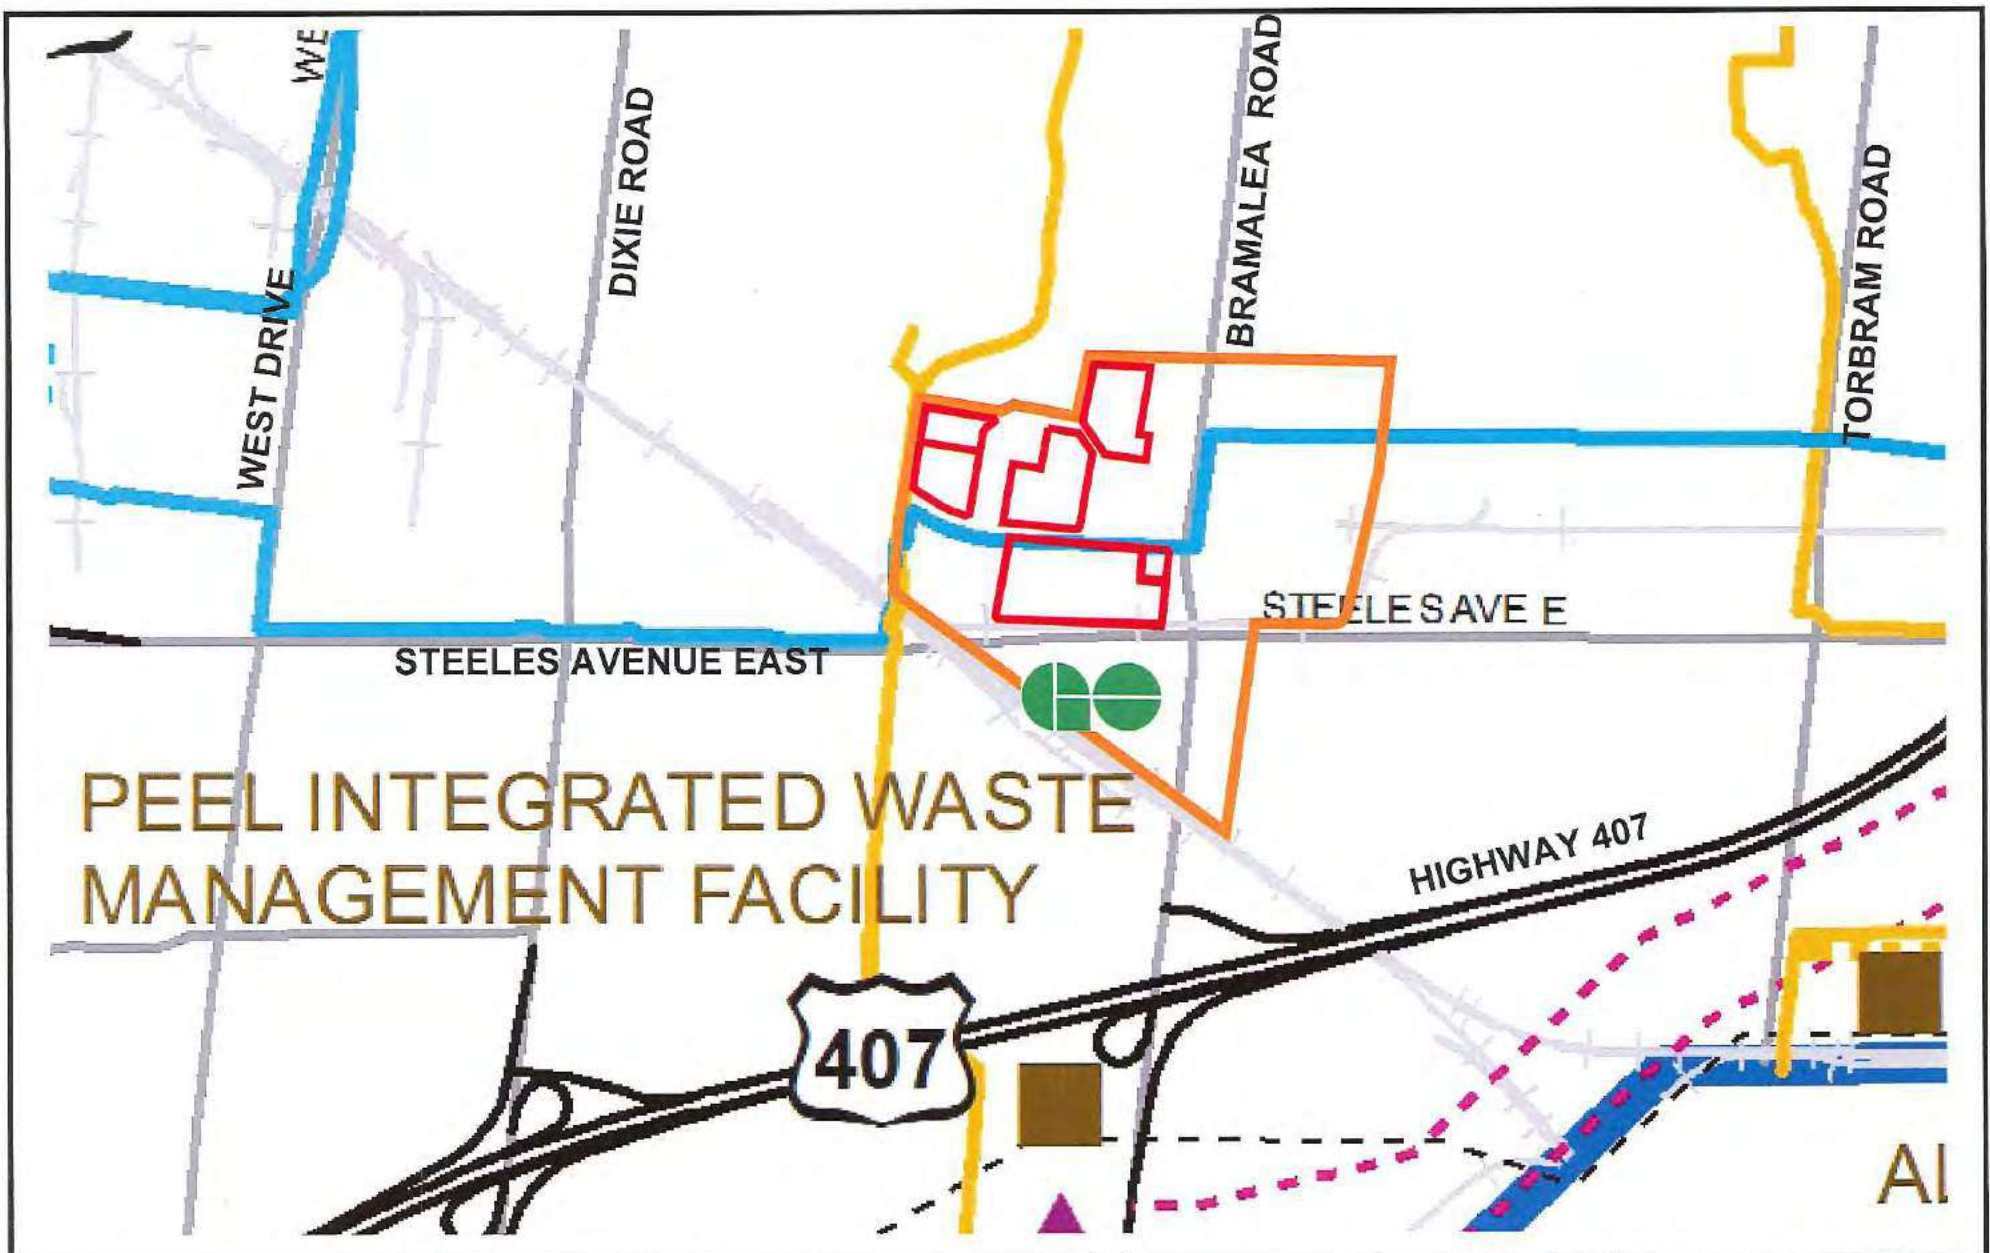 WE
DIXIE ROAD
BRAMALEA ROAD
TORBRAM ROAD
WEST DRIVE
STEELES AVE E
STEELES AVENUE EAST
GO
PEEL INTEGRATED WASTE
MANAGEMENT FACILITY
HIGHWAY 407
407